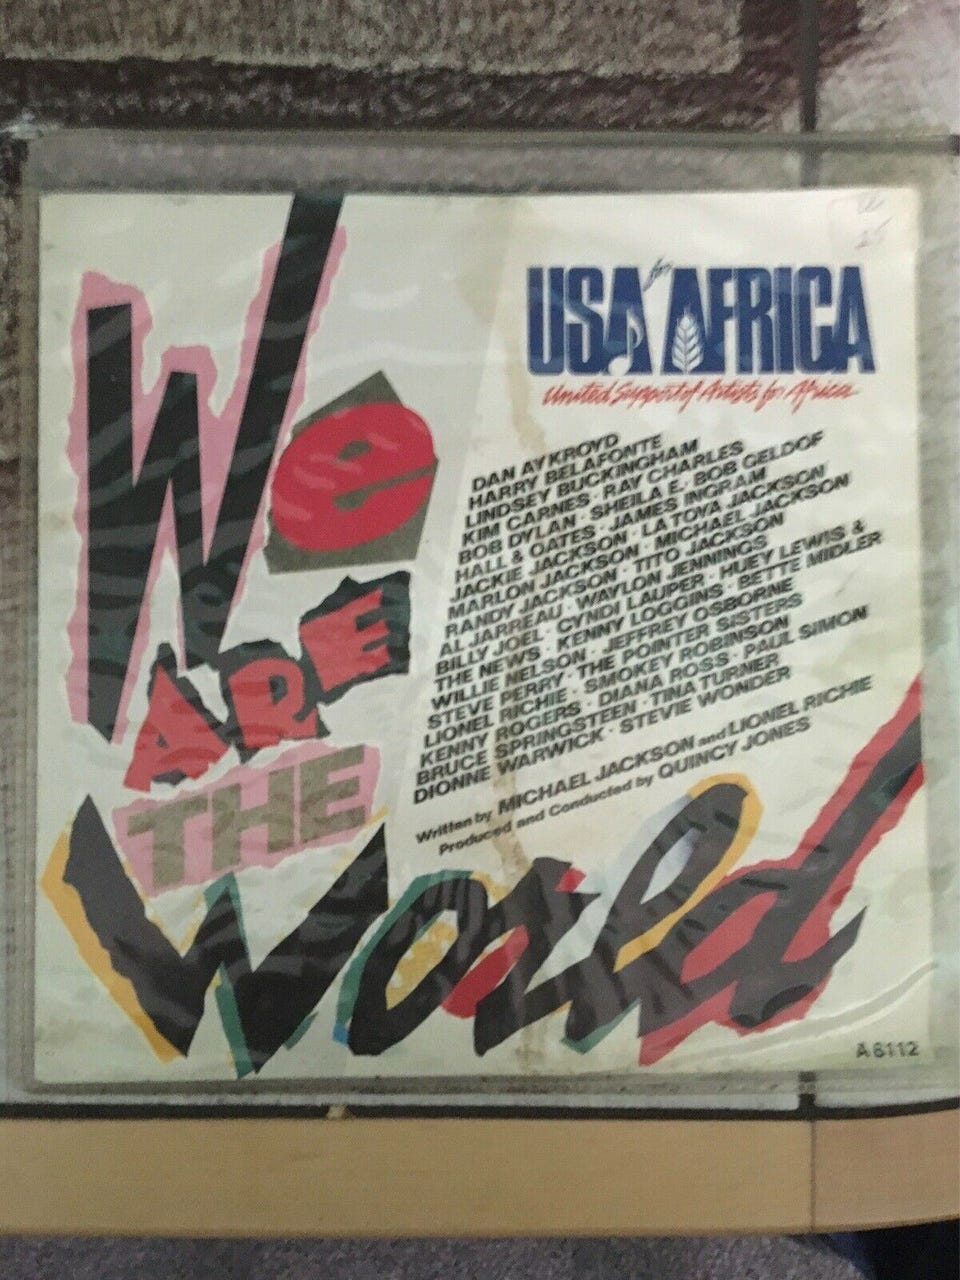 We
ARE
THE
World
USA for AFRICA
United Support of Artists for Africa
DAN AYKROYD
HARRY BELAFONTE
LINDSEY BUCKINGHAM
KIM CARNES · RAY CHARLES
BOB DYLAN · SHEILA E. · BOB GELDOF
HALL & OATES · JAMES INGRAM
JACKIE JACKSON · LA TOYA JACKSON
MARLON JACKSON · MICHAEL JACKSON
RANDY JACKSON · TITO JACKSON
AL JARREAU · WAYLON JENNINGS
BILLY JOEL · CYNDI LAUPER · HUEY LEWIS &
THE NEWS · KENNY LOGGINS · BETTE MIDLER
WILLIE NELSON · JEFFREY OSBORNE
STEVE PERRY · THE POINTER SISTERS
LIONEL RICHIE · SMOKEY ROBINSON
KENNY ROGERS · DIANA ROSS · PAUL SIMON
BRUCE SPRINGSTEEN · TINA TURNER
DIONNE WARWICK · STEVIE WONDER
Written by MICHAEL JACKSON and LIONEL RICHIE
Produced and Conducted by QUINCY JONES
A 6112